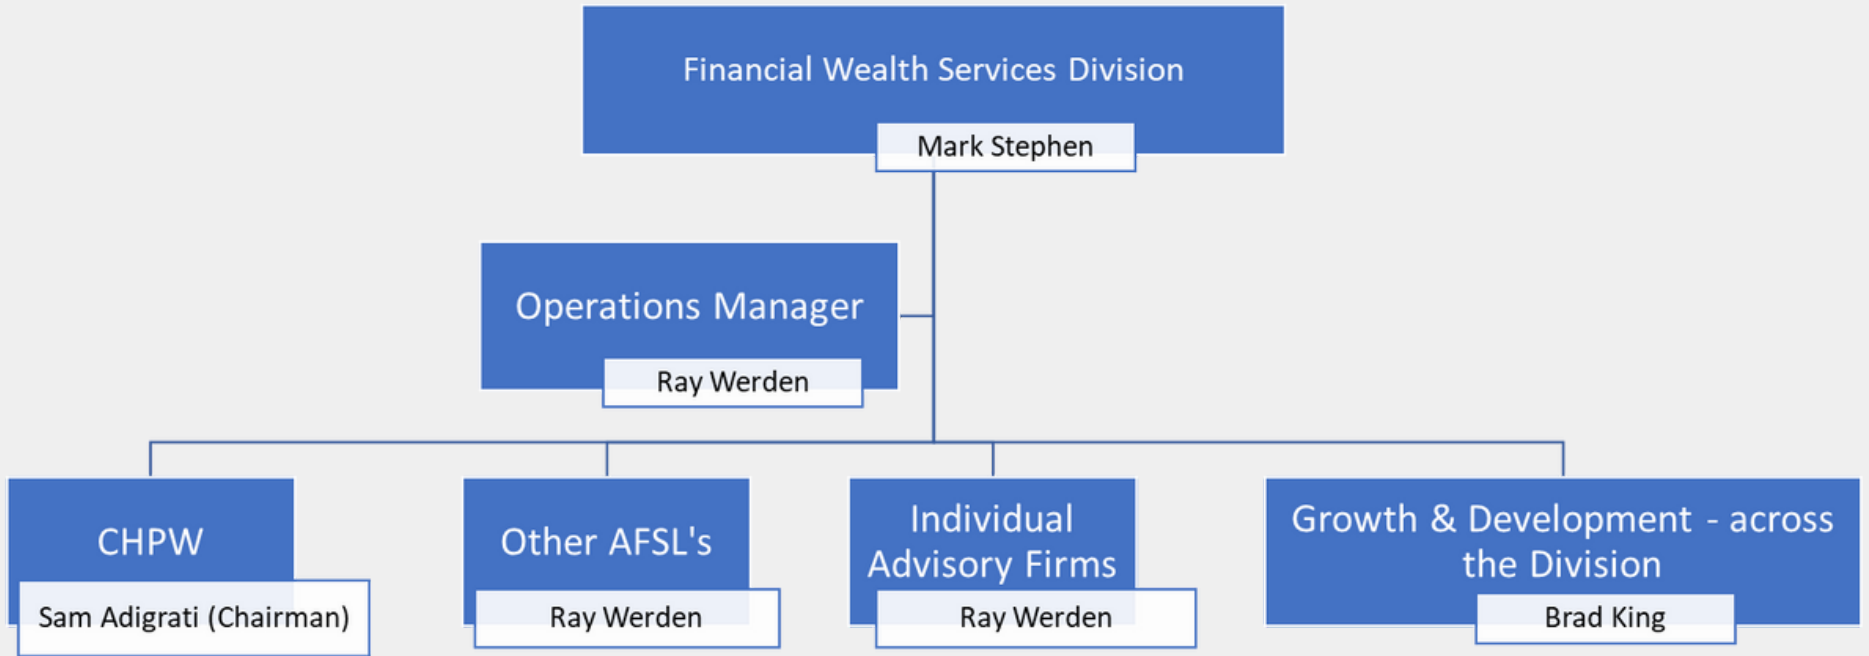 Financial Wealth Services Division
Mark Stephen
Operations Manager
Ray Werden
CHPW
Sam Adigrati (Chairman)
Other AFSL's
Ray Werden
Individual
Advisory Firms
Ray Werden
Growth & Development - across
the Division
Brad King